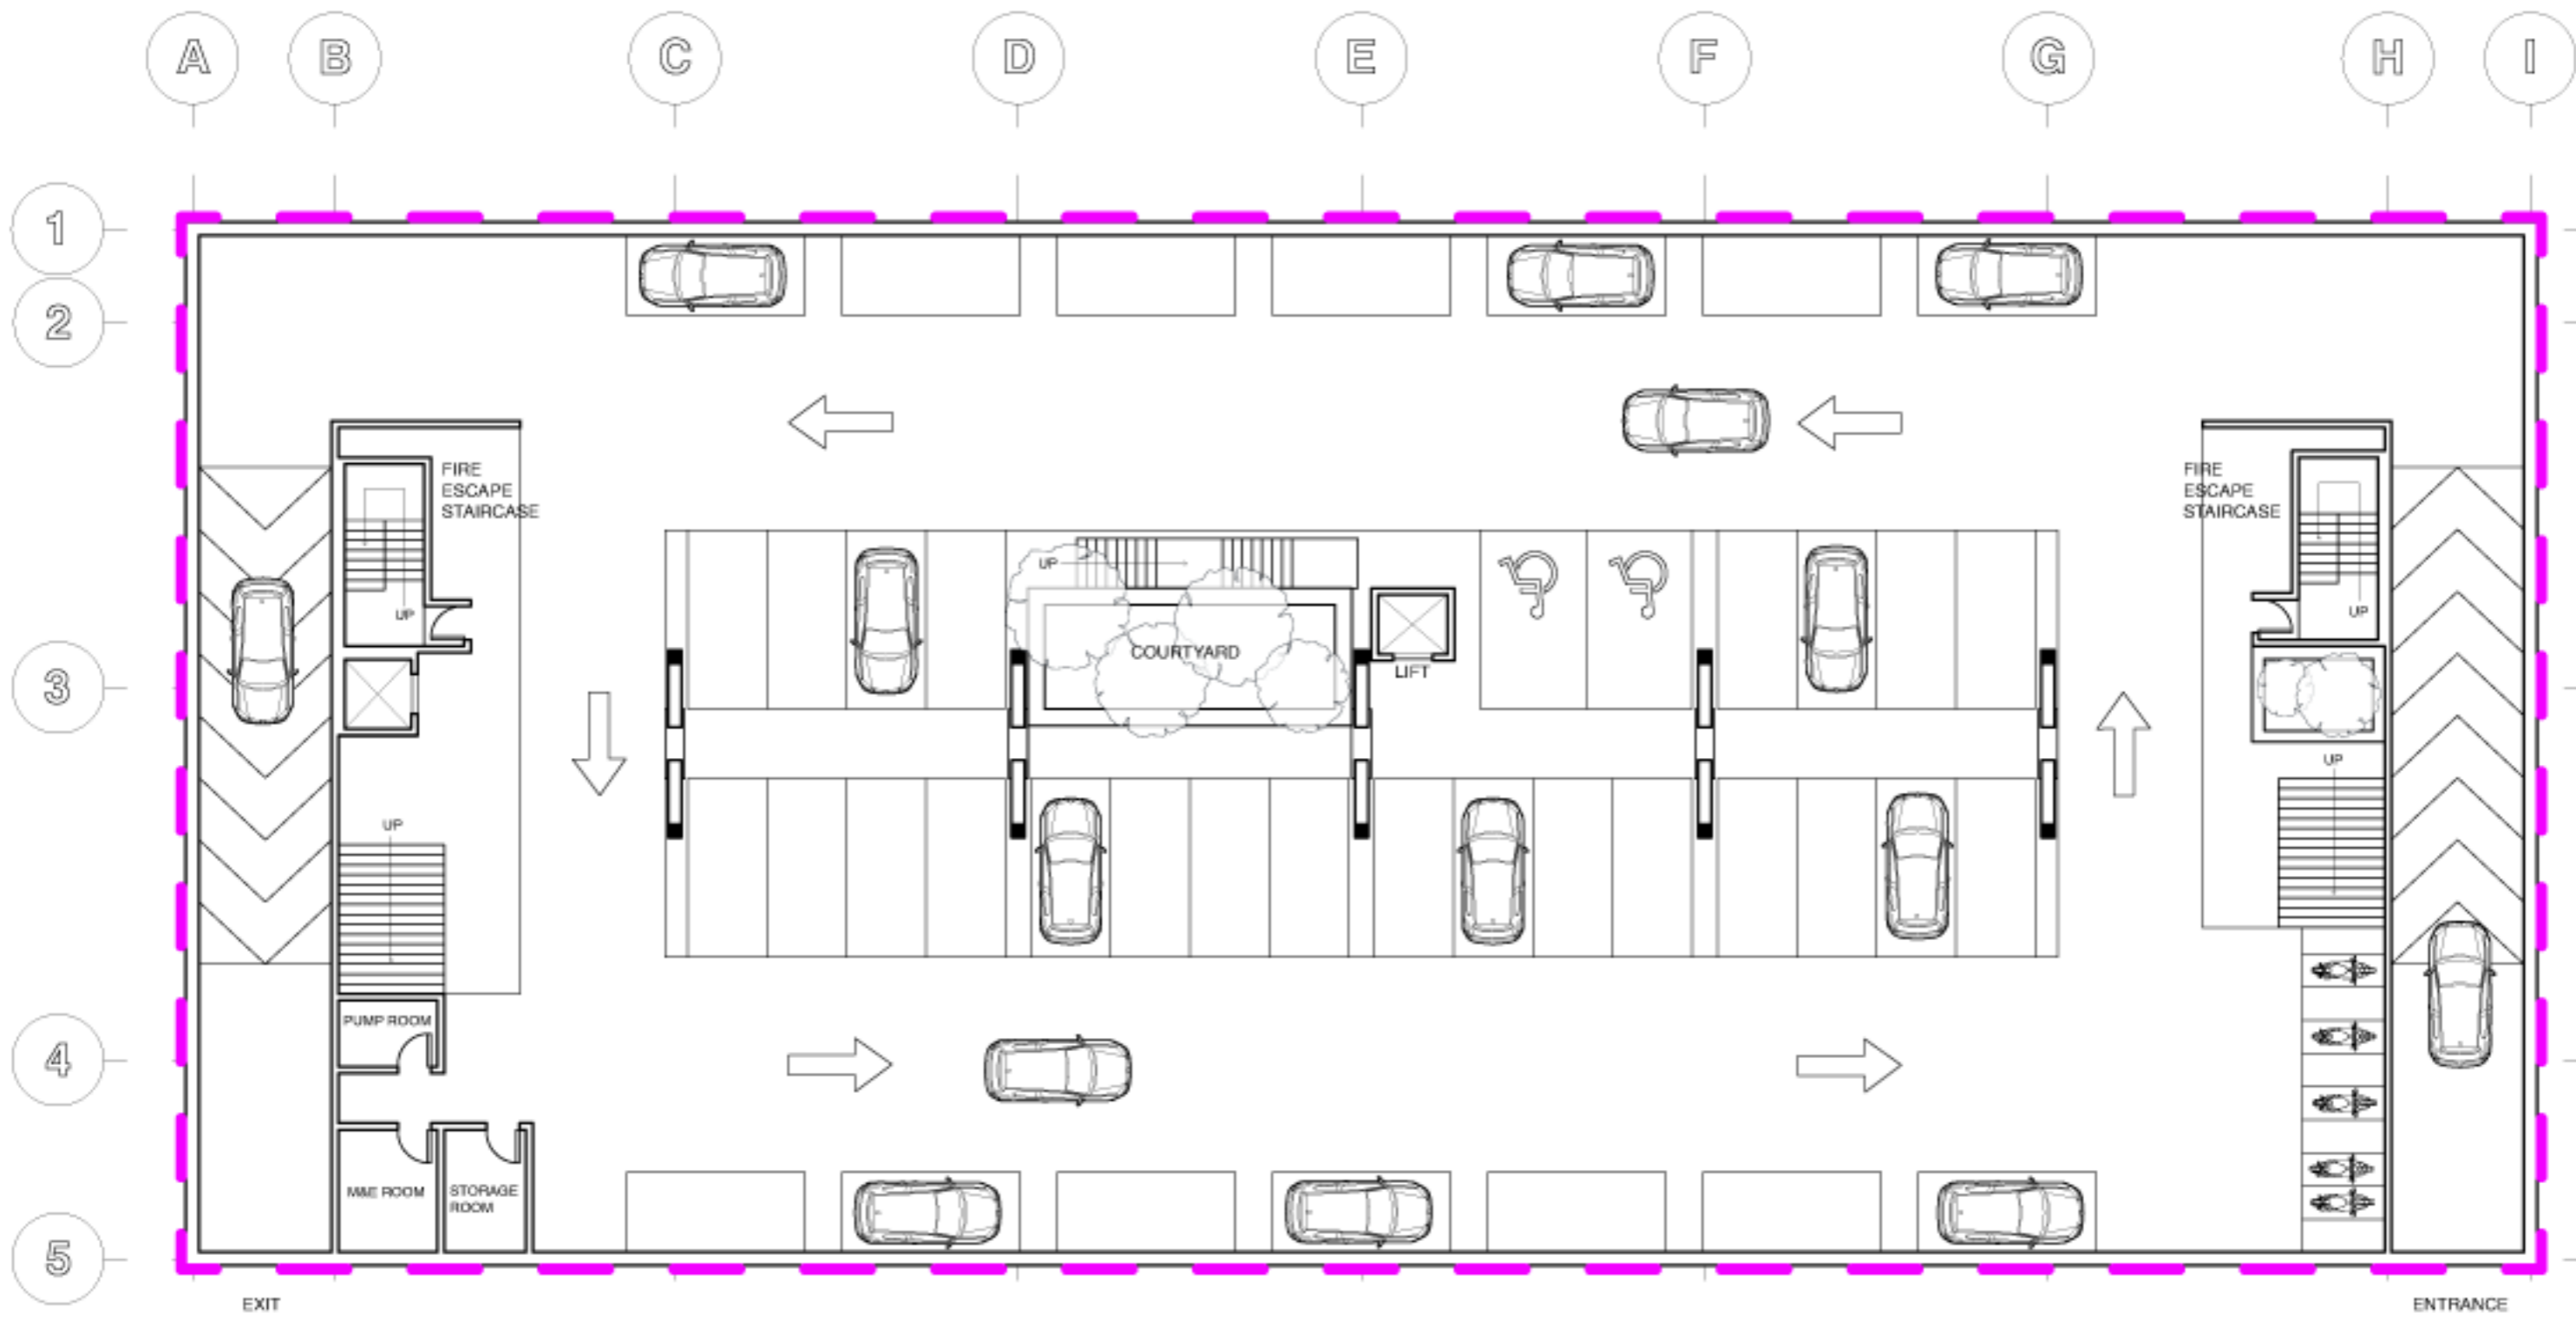 A B C D E F G H I
1
2
FIRE
ESCAPE
STAIRCASE
FIRE
ESCAPE
STAIRCASE
UP
UP
UP
COURTYARD
LIFT
3
UP
UP
PUMP ROOM
4
M&E ROOM
STORAGE
ROOM
5
EXIT
ENTRANCE